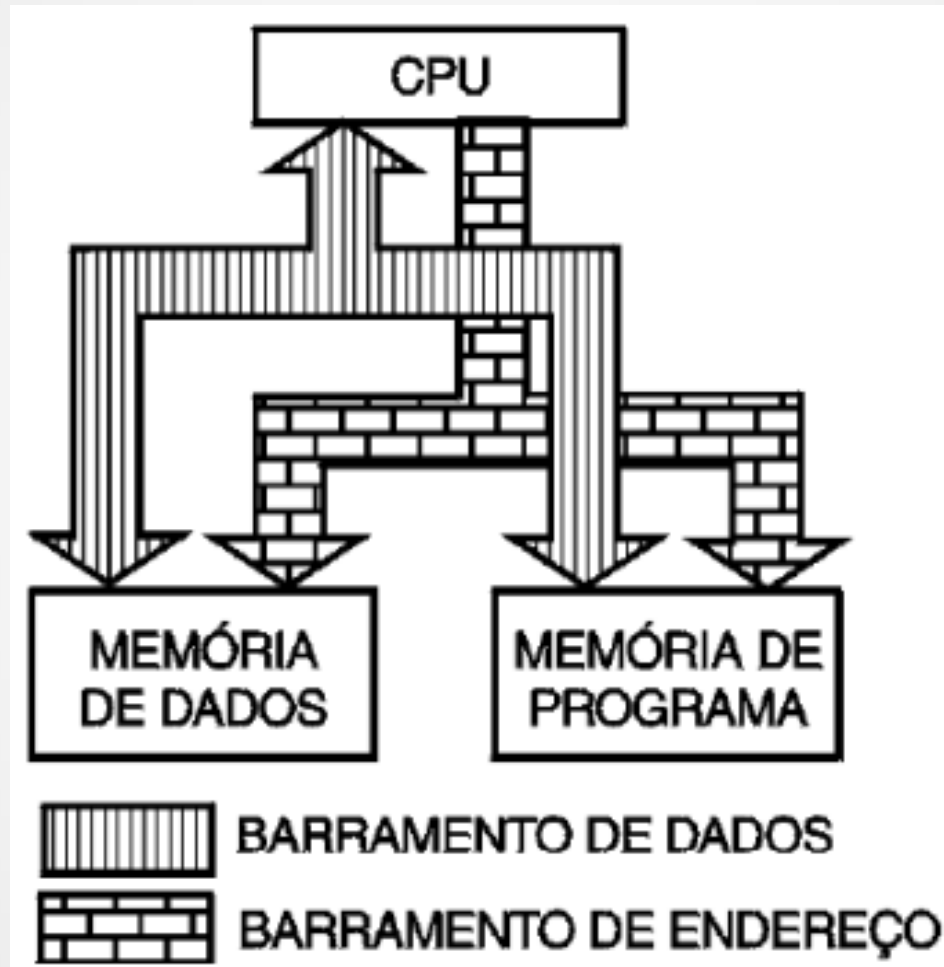 CPU
MEMÓRIA
DE DADOS
MEMÓRIA DE
PROGRAMA
BARRAMENTO DE DADOS
BARRAMENTO DE ENDEREÇO